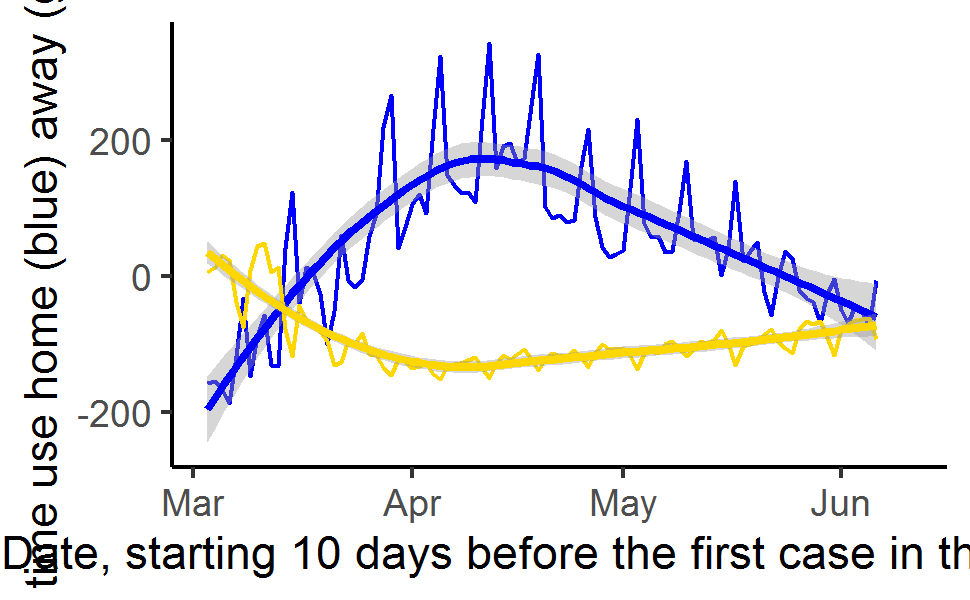 time use home (blue) away (
200
0
-200
Mar Apr May Jun
Date, starting 10 days before the first case in th